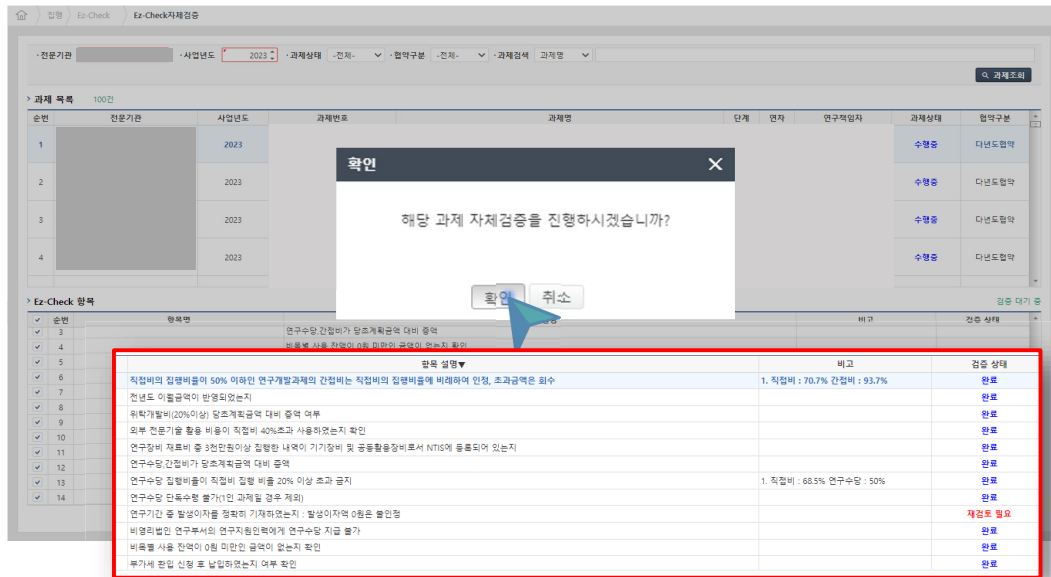 집행 Ez-Check Ez-Check자체검증
·전문기관 ·사업년도 2023 ·과제상태 -전체- ·협약구분 -전체- ·과제검색 과제명
과제조회
> 과제 목록 100건
순번 전문기관 사업년도 과제번호 과제명 단계 연차 연구책임자 과제상태 협약구분
1 2023 수행중 다년도협약
2 2023 수행중 다년도협약
3 2023 수행중 다년도협약
4 2023 수행중 다년도협약
확인
해당 과제 자체검증을 진행하시겠습니까?
확인 취소
> Ez-Check 항목 검증 대기 중
순번 항목명 비고 검증 상태
3 연구수당,간접비가 당초계획금액 대비 증액
4 비목별 사용 잔액이 0원 미만인 금액이 없는지 확인
5
6
7
8
9
10
11
12
13
14
항목 설명▼ 비고 검증 상태
직접비의 집행비율이 50% 이하인 연구개발과제의 간접비는 직접비의 집행비율에 비례하여 인정, 초과금액은 회수 1. 직접비 : 70.7% 간접비 : 93.7% 완료
전년도 이월금액이 반영되었는지 완료
위탁개발비(20%이상) 당초계획금액 대비 증액 여부 완료
외부 전문기술 활용 비용이 직접비 40%초과 사용하였는지 확인 완료
연구장비 재료비 중 3천만원이상 집행한 내역이 기기장비 및 공동활용장비로서 NTIS에 등록되어 있는지 완료
연구수당,간접비가 당초계획금액 대비 증액 완료
연구수당 집행비율이 직접비 집행 비율 20% 이상 초과 금지 1. 직접비 : 68.5% 연구수당 : 50% 완료
연구수당 단독수령 불가(1인 과제일 경우 제외) 완료
연구기간 중 발생이자를 정확히 기재하였는지 : 발생이자액 0원은 불인정 재검토 필요
비영리법인 연구부서의 연구지원인력에게 연구수당 지급 불가 완료
비목별 사용 잔액이 0원 미만인 금액이 없는지 확인 완료
부가세 환입 신청 후 납입하였는지 여부 확인 완료